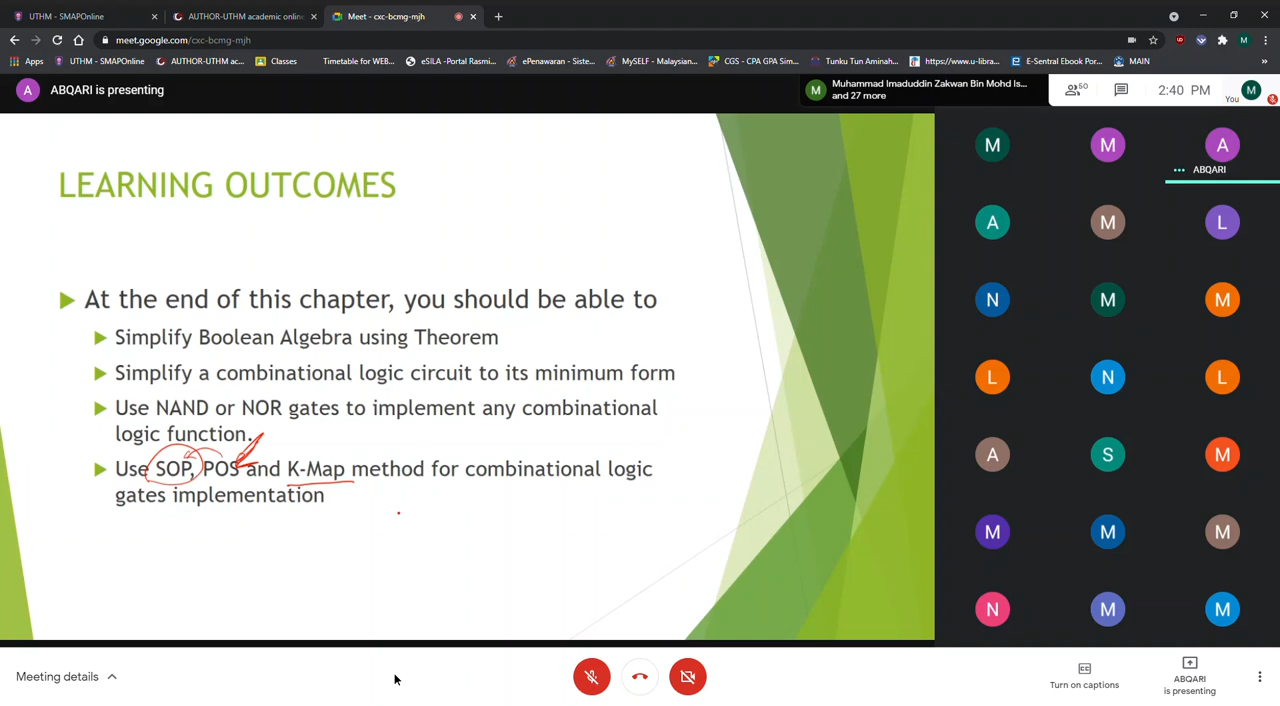 UTHM - SMAPOnline
AUTHOR-UTHM academic online
Meet - cxc-bcmg-mjh
meet.google.com/cxc-bcmg-mjh
M
Apps
UTHM - SMAPOnline
AUTHOR-UTHM ac...
Classes
Timetable for WEB...
eSILA -Portal Rasmi...
ePenawaran - Siste...
MySELF - Malaysian...
CGS - CPA GPA Sim...
Tunku Tun Aminah...
https://www.u-libra...
E-Sentral Ebook Por...
MAIN
A
ABQARI is presenting
M
Muhammad Imaduddin Zakwan Bin Mohd Is...
and 27 more
50
2:40 PM
You
M
LEARNING OUTCOMES
At the end of this chapter, you should be able to
Simplify Boolean Algebra using Theorem
Simplify a combinational logic circuit to its minimum form
Use NAND or NOR gates to implement any combinational
logic function.
Use SOP, POS and K-Map method for combinational logic
gates implementation
M
M
A
ABQARI
A
M
L
N
M
M
L
N
L
A
S
M
M
M
M
N
M
M
Meeting details
CC
Turn on captions
ABQARI
is presenting